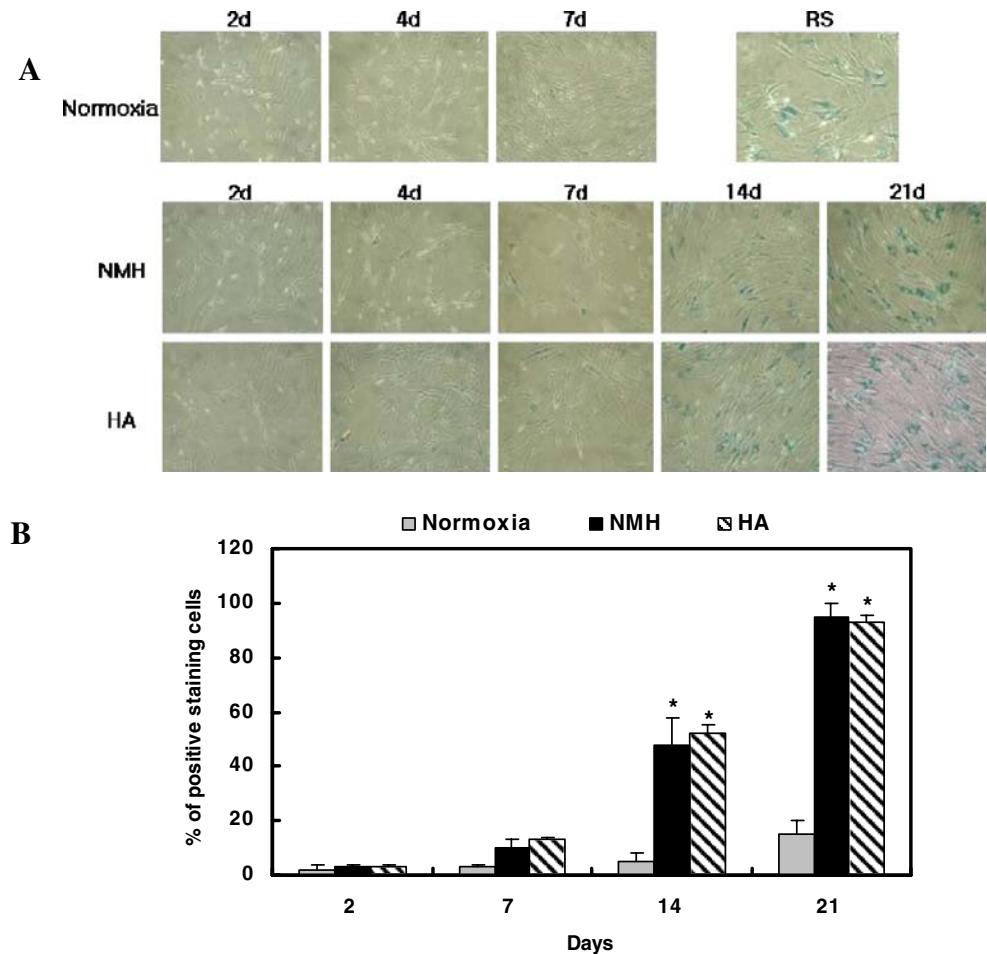 A
2d 4d 7d RS
Normoxia
2d 4d 7d 14d 21d
NMH
HA
B
Normoxia NMH HA
120
100
80
60
40
20
0
% of positive staining cells
* *
* *
2 7 14 21
Days